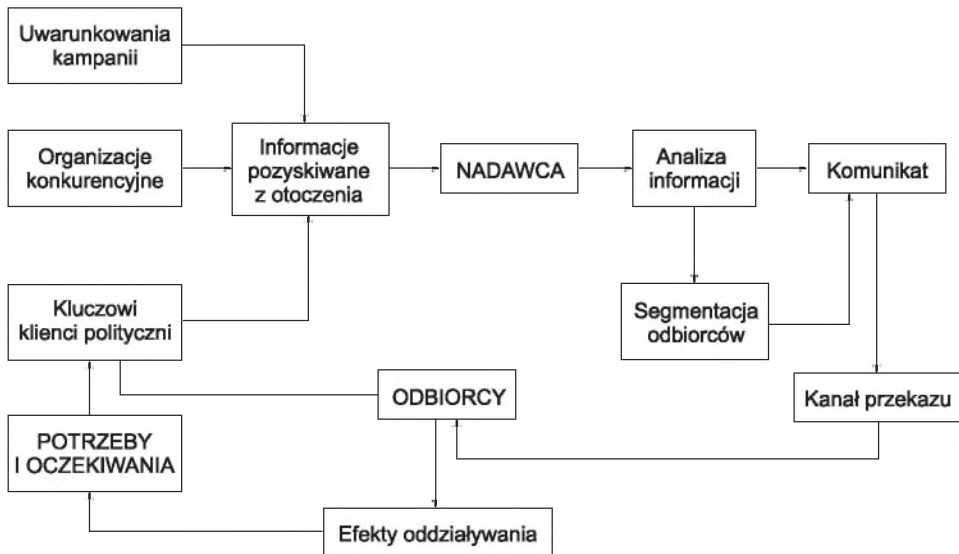 Uwarunkowania
kampanii
Organizacje
konkurencyjne
Informacje
pozyskiwane
z otoczenia
NADAWCA
Analiza
informacji
Komunikat
Kluczowi
klienci polityczni
Segmentacja
odbiorców
ODBIORCY
Kanał przekazu
POTRZEBY
I OCZEKIWANIA
Efekty oddziaływania